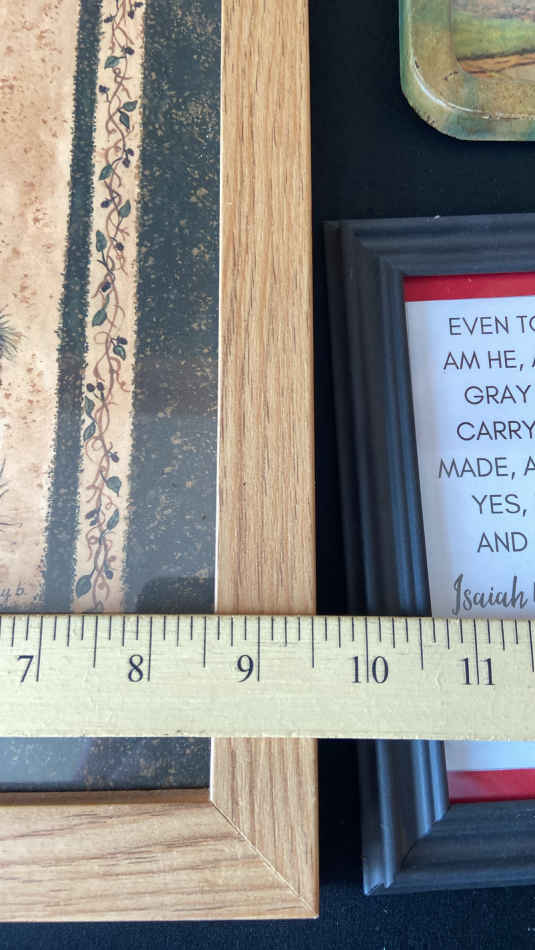 y b.
EVEN TO
AM HE, A
GRAY
CARRY
MADE, A
YES,
AND
Isaiah
7 8 9 10 11